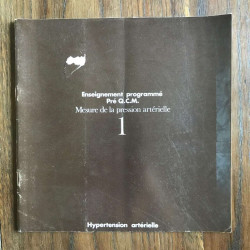 Enseignement programmé
Pré Q.C.M.
Mesure de la pression artérielle
1
Hypertension artérielle